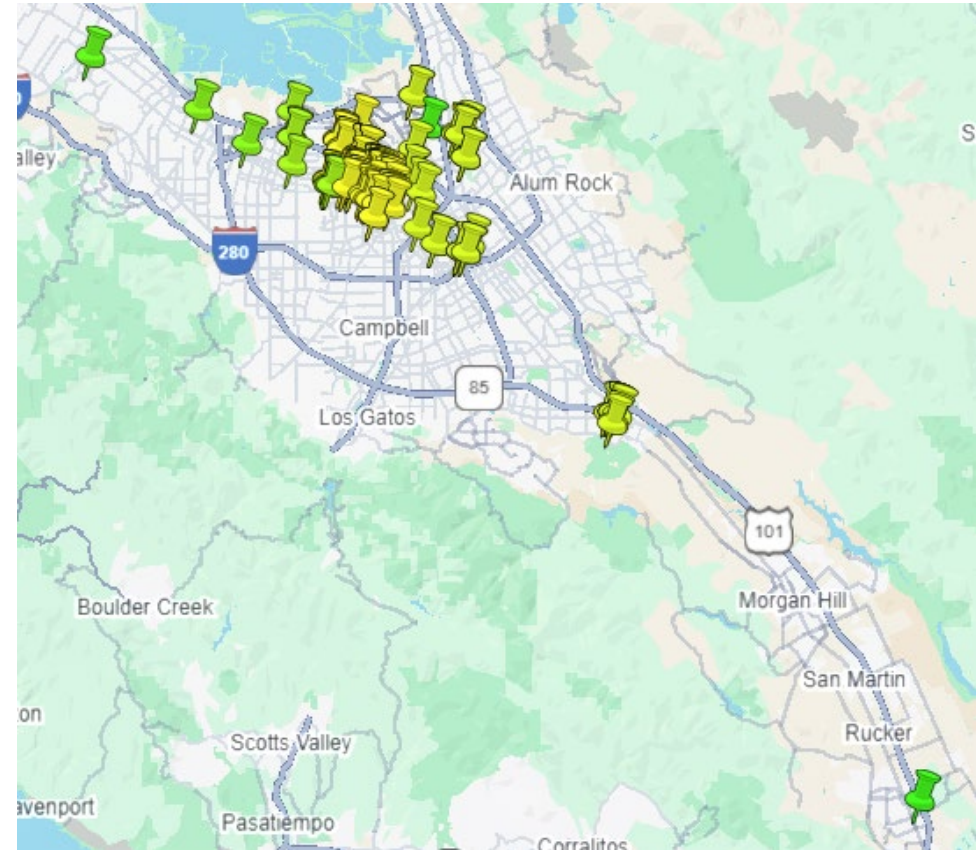 alley
S
Alum Rock
280
Campbell
85
Los Gatos
101
Boulder Creek
Morgan Hill
San Martin
on
Rucker
Scotts Valley
avenport
Pasatiempo
Corralitos